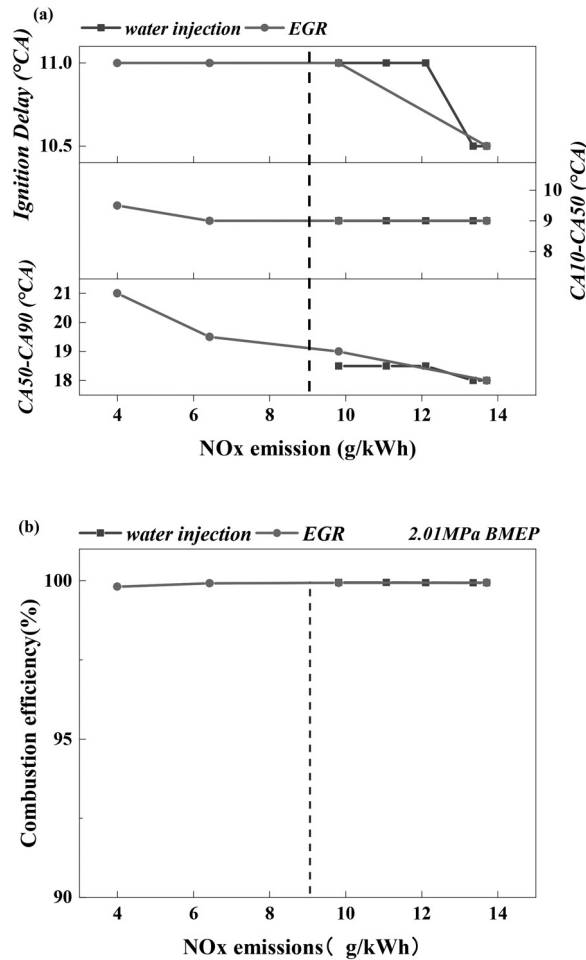 (a)
water injection EGR
Ignition Delay (°CA)
11.0
10.5
CA10-CA50 (°CA)
10
9
8
CA50-CA90 (°CA)
21
20
19
18
4 6 8 10 12 14
NOx emission (g/kWh)
(b)
water injection EGR 2.01MPa BMEP
Combustion efficiency(%)
100
95
90
4 6 8 10 12 14
NOx emissions( g/kWh)